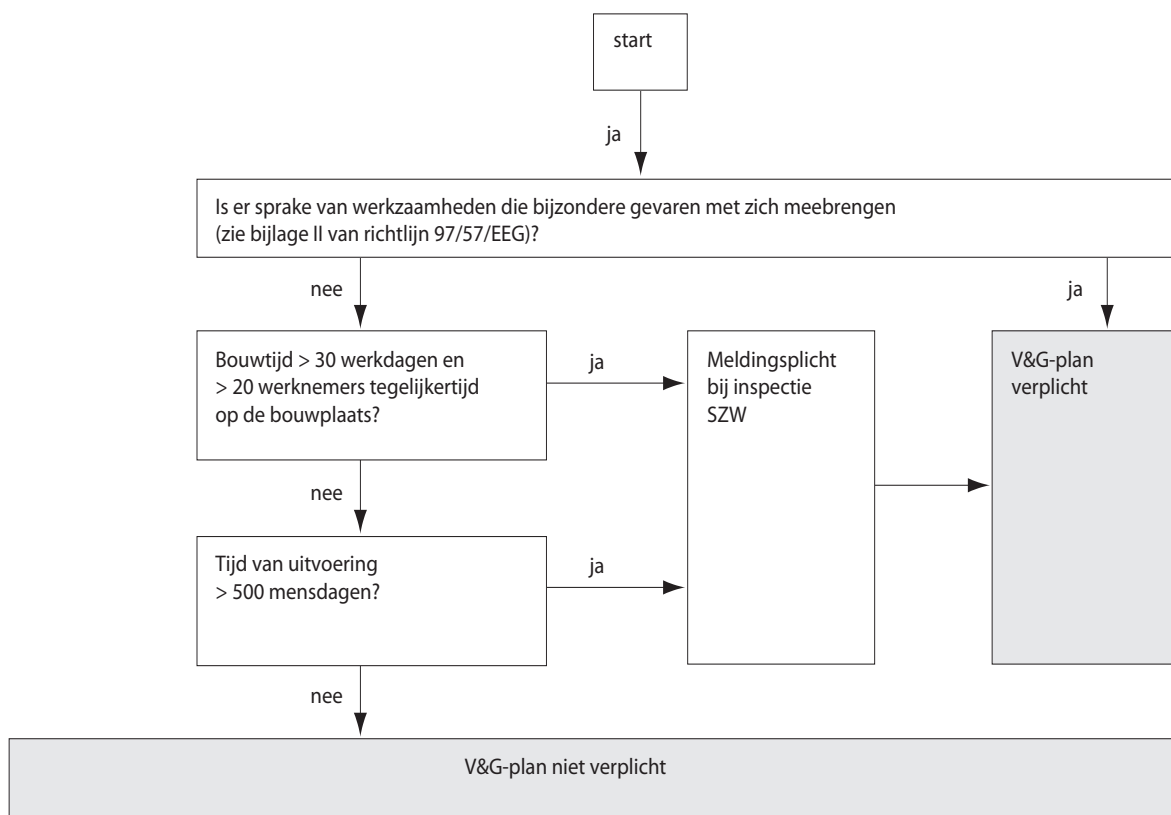 start
ja
Is er sprake van werkzaamheden die bijzondere gevaren met zich meebrengen
(zie bijlage II van richtlijn 97/57/EEG)?
nee
ja
Bouwtijd > 30 werkdagen en
> 20 werknemers tegelijkertijd
op de bouwplaats?
ja
Meldingsplicht
bij inspectie
SZW
V&G-plan
verplicht
nee
Tijd van uitvoering
> 500 mensdagen?
ja
nee
V&G-plan niet verplicht